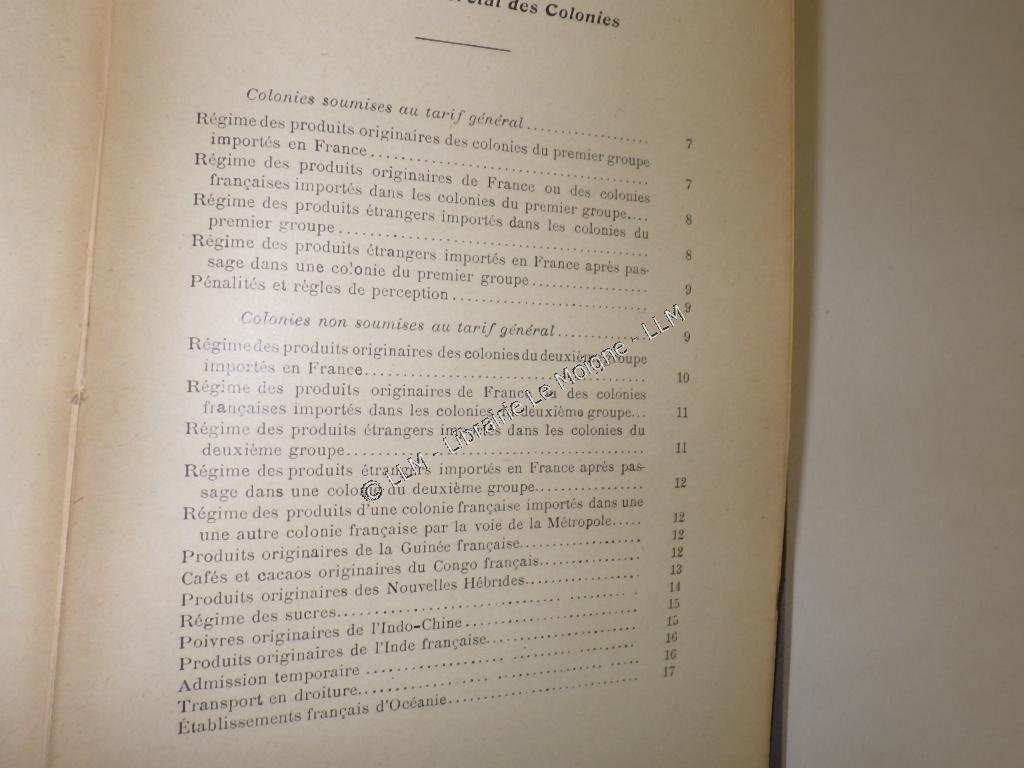 des Colonies
Colonies soumises au tarif général.................. 7
Régime des produits originaires des colonies du premier groupe
importés en France.................................. 7
Régime des produits originaires de France ou des colonies
françaises importés dans les colonies du premier groupe.... 8
Régime des produits étrangers importés dans les colonies du
premier groupe...................................... 8
Régime des produits étrangers importés en France après pas-
sage dans une colonie du premier groupe............... 9
Pénalités et règles de perception......................... 9
Colonies non soumises au tarif général............. 9
Régime des produits originaires des colonies du deuxième groupe
importés en France.................................. 10
Régime des produits originaires de France ou des colonies
françaises importés dans les colonies du deuxième groupe... 11
Régime des produits étrangers importés dans les colonies du
deuxième groupe...................................... 11
Régime des produits étrangers importés en France après pas-
sage dans une colonie du deuxième groupe............... 12
Régime des produits d'une colonie française importés dans une
une autre colonie française par la voie de la Métropole..... 12
Produits originaires de la Guinée française................ 12
Cafés et cacaos originaires du Congo français.............. 12
Produits originaires des Nouvelles Hébrides................ 13
Régime des sucres........................................ 14
Poivres originaires de l'Indo-Chine....................... 15
Produits originaires de l'Inde française................... 15
Admission temporaire.................................... 16
Transport en droiture.................................... 16
Établissements français d'Océanie......................... 17
© LLM - Librairie Le Moigne - LLM